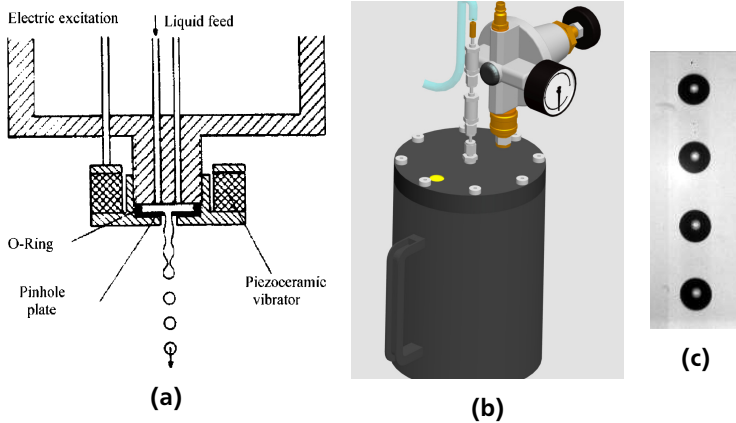 Electric excitation
Liquid feed
O-Ring
Pinhole
plate
Piezoceramic
vibrator
(a)
(b)
(c)